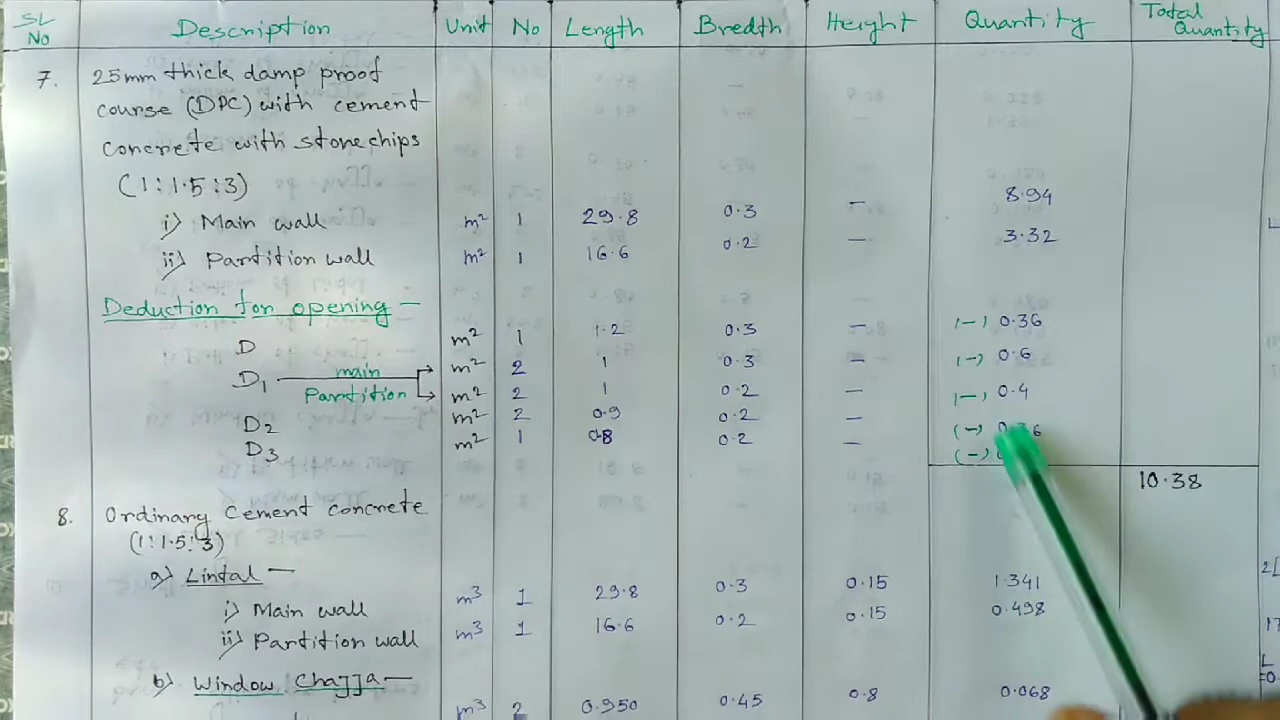 SL No Description Unit No Length Bredth Height Quantity Total Quantity
7. 25mm thick damp proof
course (DPC) with cement
concrete with stone chips
(1:1.5:3)
i) Main wall m² 1 29.8 0.3 – 8.94
ii) Partition wall m² 1 16.6 0.2 – 3.32
Deduction for opening –
D m² 1 1.2 0.3 – (-) 0.36
D1 main m² 2 1 0.3 – (-) 0.6
Partition m² 2 1 0.2 – (-) 0.4
D2 m² 2 0.9 0.2 – (-)
D3 m² 1 0.8 0.2 – (-)
10.38
8. Ordinary Cement concrete
(1:1.5:3)
a) Lintal –
i) Main wall m³ 1 29.8 0.3 0.15 1.341
ii) Partition wall m³ 1 16.6 0.2 0.15 0.498
b) Window Chajja –
m³ 2 0.950 0.45 0.8 0.068